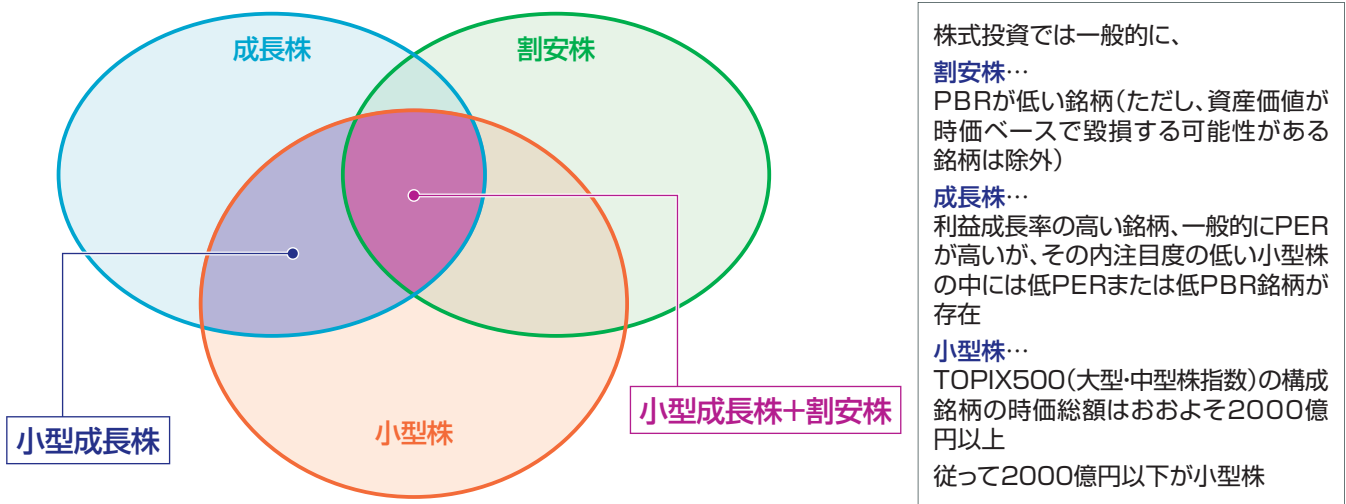 成長株
割安株
小型成長株
小型株
小型成長株+割安株
株式投資では一般的に、
割安株…
PBRが低い銘柄(ただし、資産価値が
時価ベースで毀損する可能性がある
銘柄は除外)
成長株…
利益成長率の高い銘柄、一般的にPER
が高いが、その内注目度の低い小型株
の中には低PERまたは低PBR銘柄が
存在
小型株…
TOPIX500(大型・中型株指数)の構成
銘柄の時価総額はおおよそ2000億
円以上
従って2000億円以下が小型株